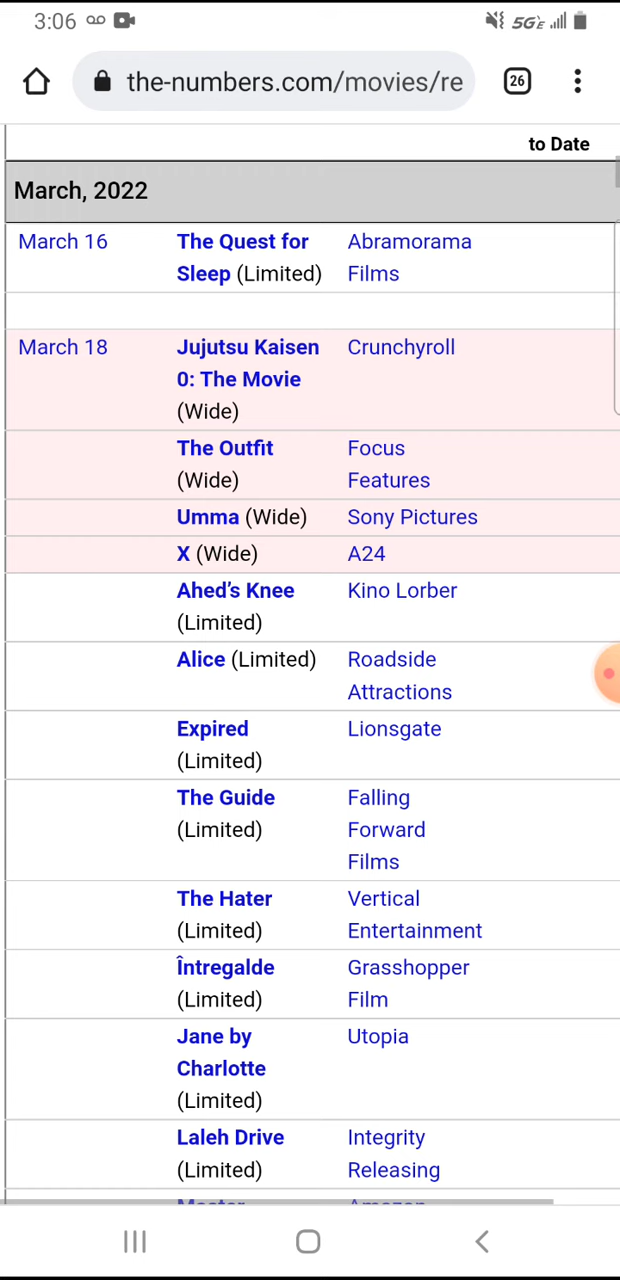 3:06 5GE
the-numbers.com/movies/re 26
to Date
March, 2022
March 16 The Quest for Abramorama
Sleep (Limited) Films
March 18 Jujutsu Kaisen Crunchyroll
0: The Movie
(Wide)
The Outfit Focus
(Wide) Features
Umma (Wide) Sony Pictures
X (Wide) A24
Ahed’s Knee Kino Lorber
(Limited)
Alice (Limited) Roadside
Attractions
Expired Lionsgate
(Limited)
The Guide Falling
(Limited) Forward
Films
The Hater Vertical
(Limited) Entertainment
Întregalde Grasshopper
(Limited) Film
Jane by Utopia
Charlotte
(Limited)
Laleh Drive Integrity
(Limited) Releasing
Master Amazon